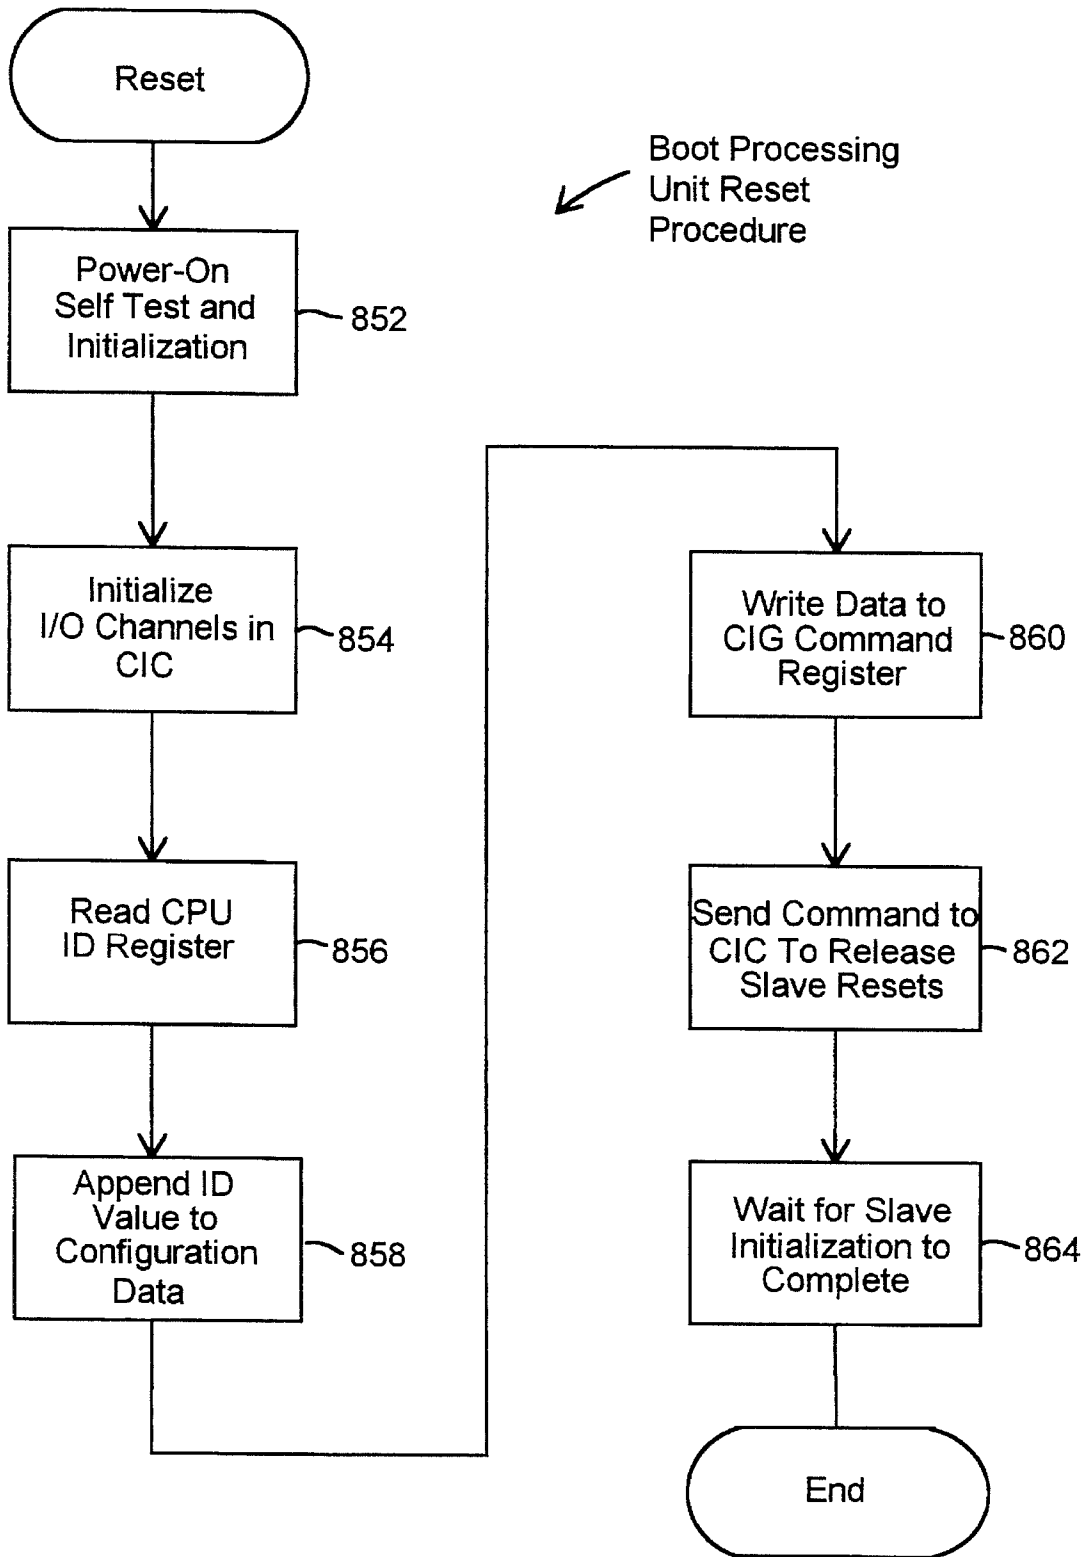 Reset
Boot Processing
Unit Reset
Procedure
Power-On
Self Test and
Initialization
852
Initialize
I/O Channels in
CIC
854
Read CPU
ID Register
856
Append ID
Value to
Configuration
Data
858
Write Data to
CIG Command
Register
860
Send Command to
CIC To Release
Slave Resets
862
Wait for Slave
Initialization to
Complete
864
End